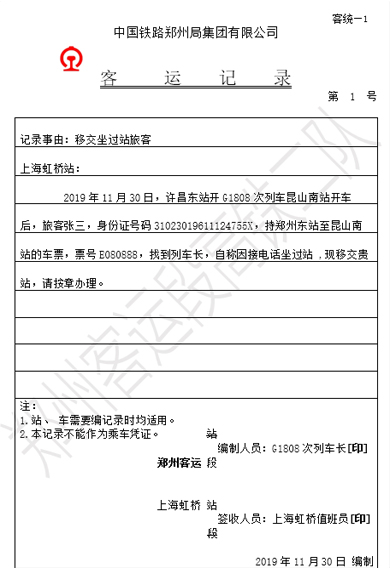 客统—1
中国铁路郑州局集团有限公司
客 运 记 录
第 1 号
记录事由：移交坐过站旅客
上海虹桥站：
2019 年 11 月 30 日，许昌东站开 G1808 次列车昆山南站开车
后，旅客张三，身份证号码 31023019611124755X，持郑州东站至昆山南
站的车票，票号 E080888，找到列车长，自称因接电话坐过站 ，现移交贵
站，请按章办理。
注：
1.站 、 车需要编记录时均适用。
2.本记录不能作为乘车凭证。
站
编制人员：G1808 次列车长[印]
郑州客运 段
上海虹桥 站
签收人员：上海虹桥值班员[印]
段
2019 年 11 月 30 日 编制
郑州客运段高铁二队